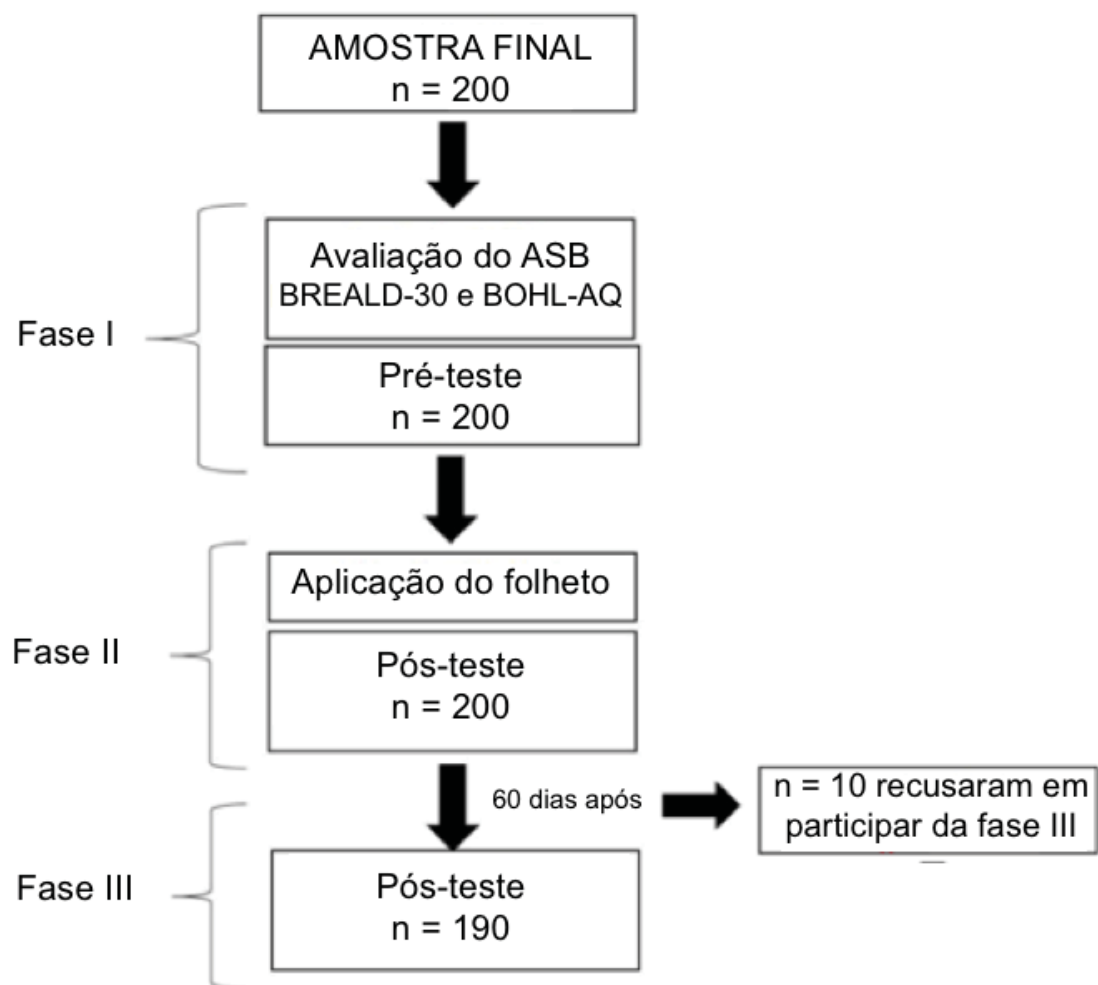 AMOSTRA FINAL
n = 200
Fase I
Avaliação do ASB
BREALD-30 e BOHL-AQ
Pré-teste
n = 200
Fase II
Aplicação do folheto
Pós-teste
n = 200
60 dias após
n = 10 recusaram em
participar da fase III
Fase III
Pós-teste
n = 190